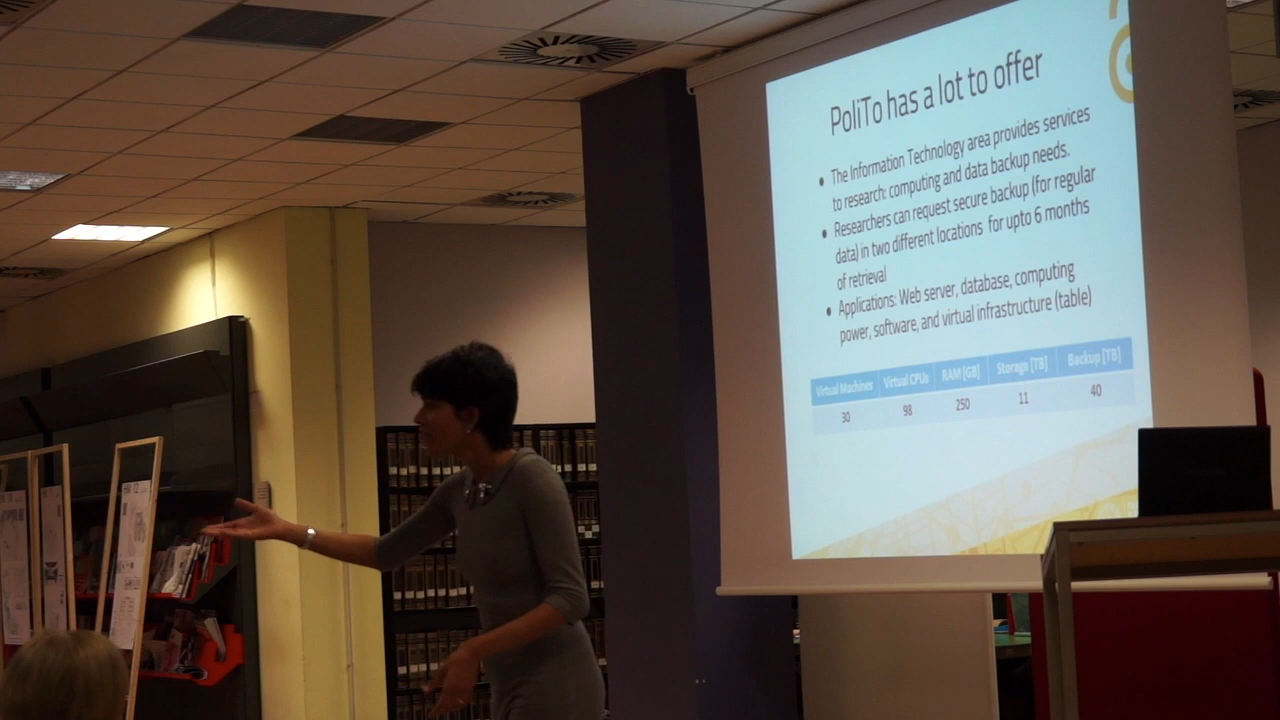 PoliTo has a lot to offer
• The Information Technology area provides services
to research: computing and data backup needs.
• Researchers can request secure backup (for regular
data) in two different locations for upto 6 months
of retrieval
• Applications: Web server, database, computing
power, software, and virtual infrastructure (table)
Virtual Machines Virtual CPUs RAM [GB] Storage [TB] Backup [TB]
30 98 250 11 40